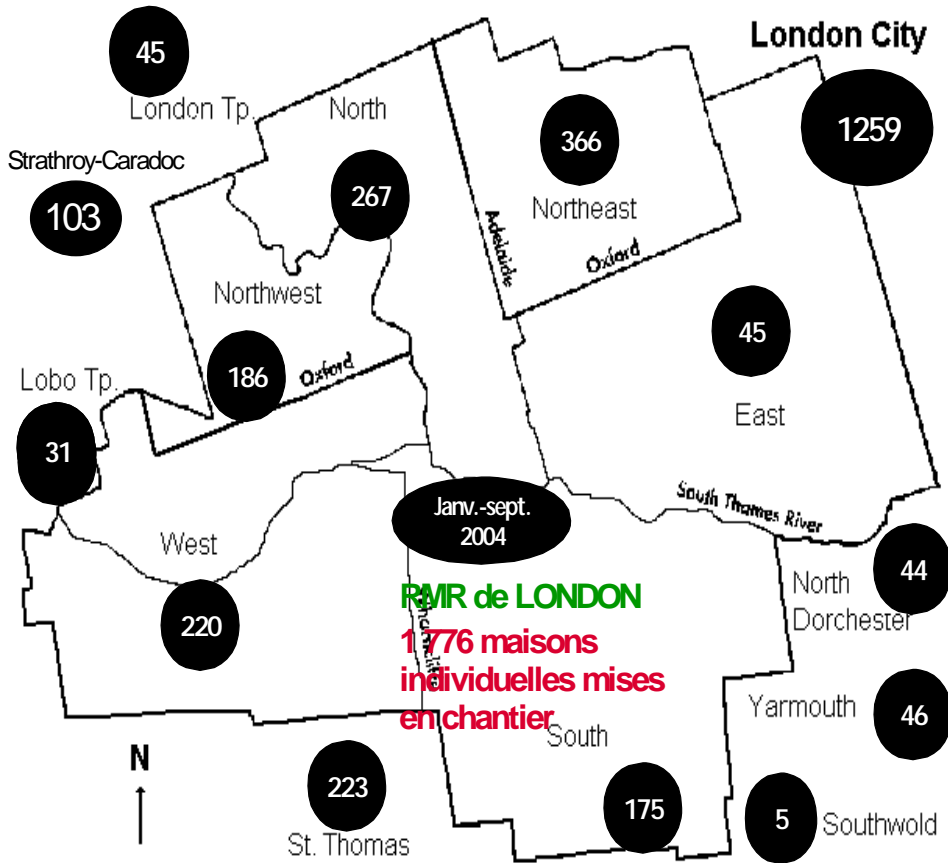 45
London Tp.
North
London City
1259
366
Northeast
Strathroy-Caradoc
103
267
Adelaide
Oxford
Northwest
186
Oxford
45
East
Lobo Tp.
31
South Thames River
Janv.-sept.
2004
West
220
44
North
Dorchester
RMR de LONDON
1 776 maisons
individuelles mises
en chantier
Yarmouth
46
South
N
223
St. Thomas
175
5
Southwold